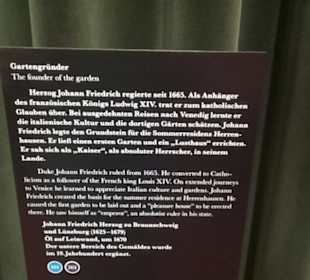 Gartengründer
The founder of the garden
Herzog Johann Friedrich regierte seit 1665. Als Anhänger
des französischen Königs Ludwig XIV. trat er zum katholischen
Glauben über. Bei ausgedehnten Reisen nach Venedig lernte er
die italienische Kultur und die dortigen Gärten schätzen. Johann
Friedrich legte den Grundstein für die Sommerresidenz Herren-
hausen. Er ließ einen ersten Garten und ein „Lusthaus“ errichten.
Er sah sich als „Kaiser“, als absoluter Herrscher, in seinem
Lande.
Duke Johann Friedrich ruled from 1665. He converted to Catho-
licism as a follower of the French king Louis XIV. On extended journeys
to Venice he learned to appreciate Italian culture and gardens. Johann
Friedrich created the basis for the summer residence at Herrenhausen. He
caused the first garden to be laid out and a "pleasure house" to be erected
there. He saw himself as "emperor", an absolutist ruler in his state.
Johann Friedrich Herzog zu Braunschweig
und Lüneburg (1625–1679)
Öl auf Leinwand, um 1670
Der untere Bereich des Gemäldes wurde
im 18. Jahrhundert ergänzt.